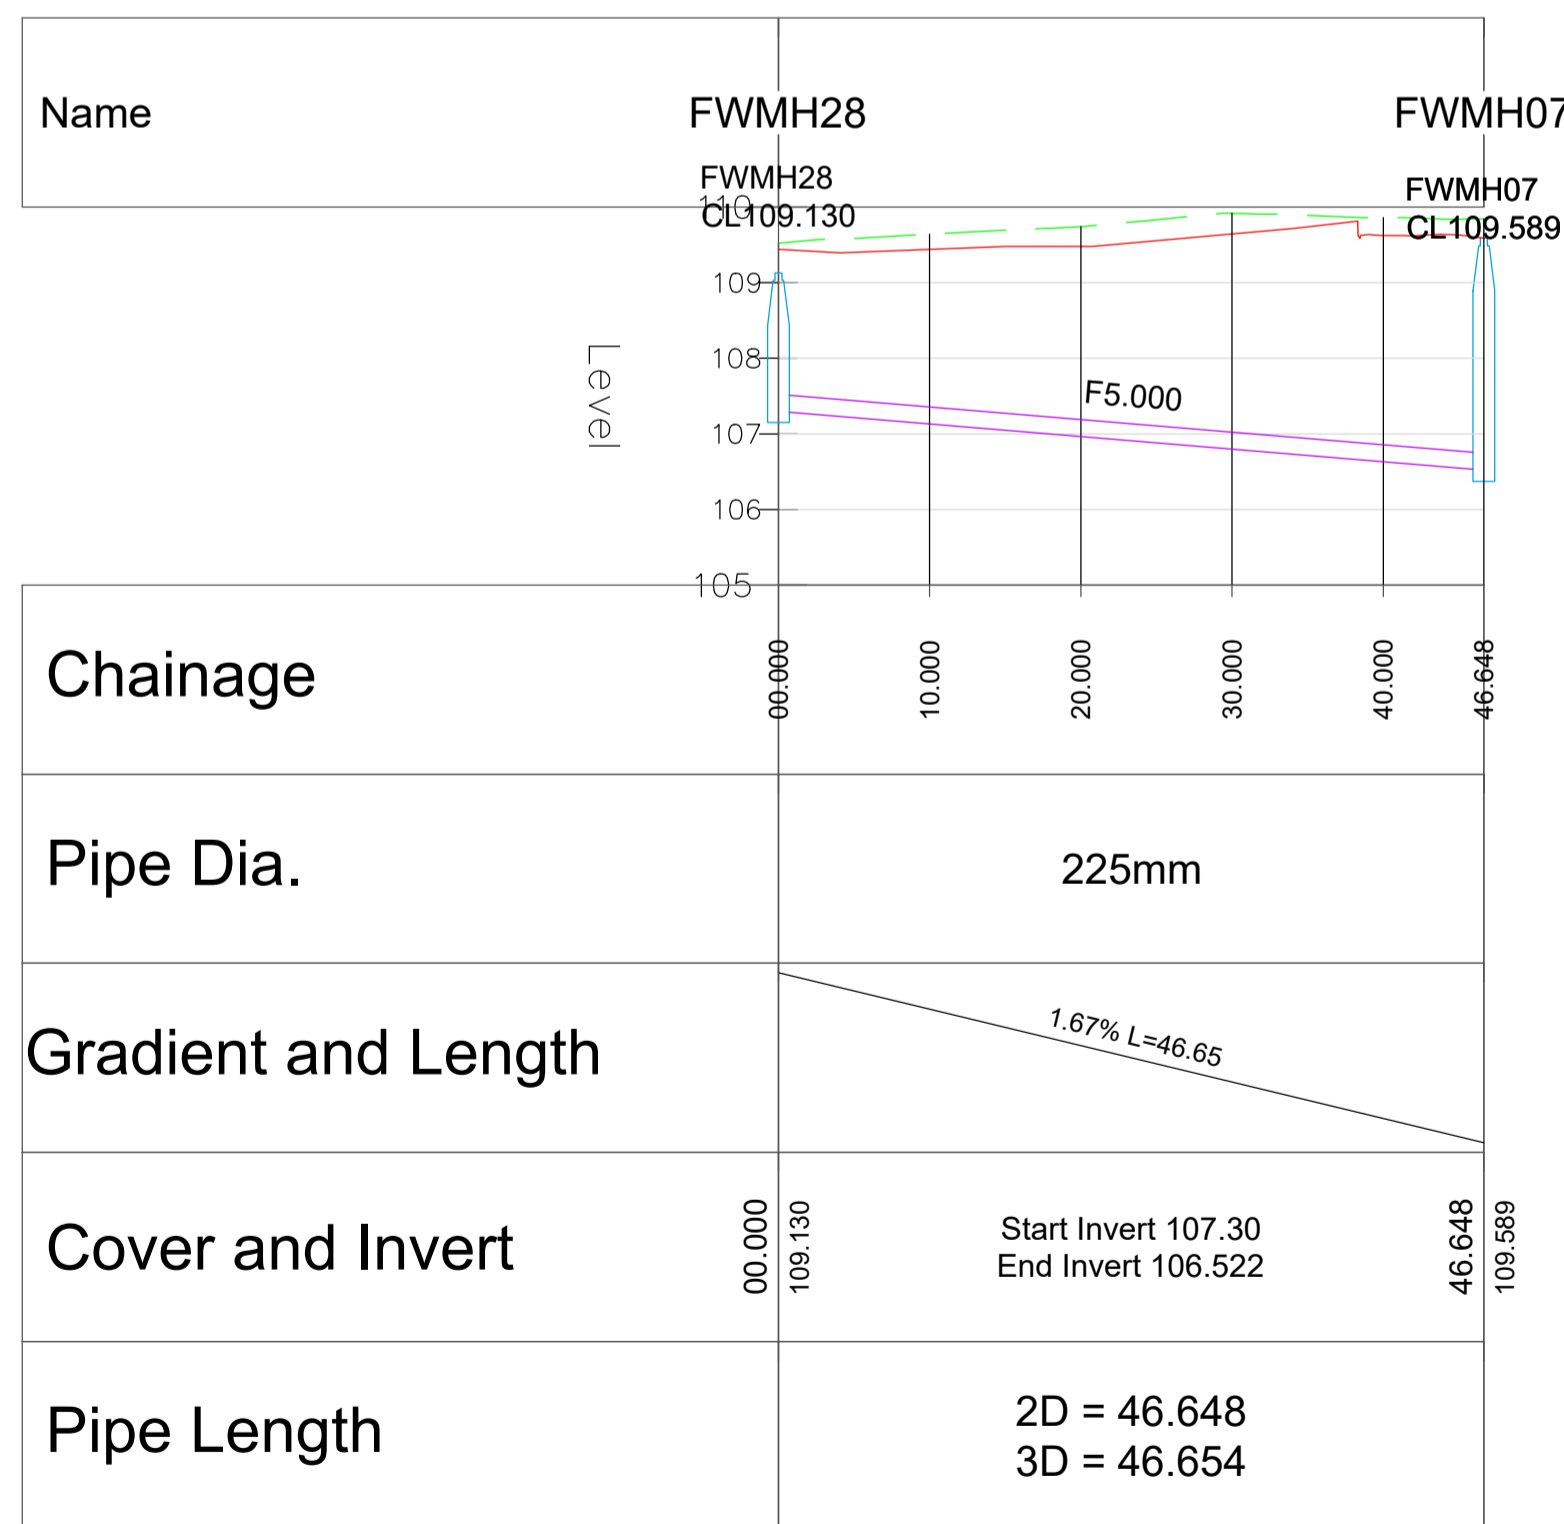 Name
FWMH28
FWMH07
FWMH28
CL109.130
FWMH07
CL109.589
110
109
108
107
106
105
Level
F5.000
Chainage
00.000
10.000
20.000
30.000
40.000
46.648
Pipe Dia.
225mm
Gradient and Length
1.67% L=46.65
Cover and Invert
00.000
109.130
Start Invert 107.30
End Invert 106.522
46.648
109.589
Pipe Length
2D = 46.648
3D = 46.654